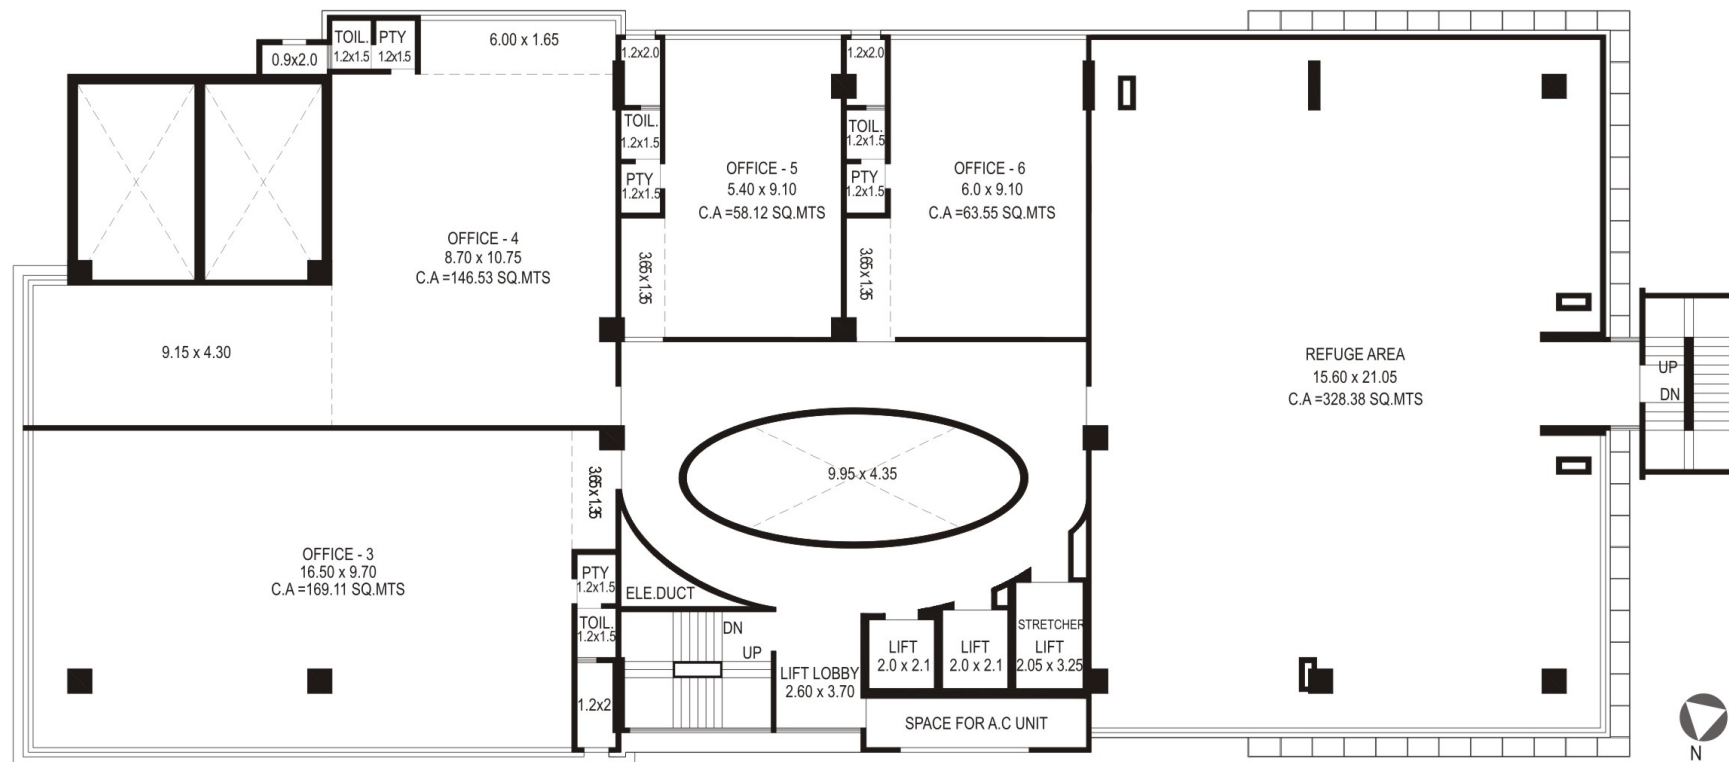 TOIL.
1.2x1.5
PTY
1.2x1.5
6.00 x 1.65
0.9x2.0
1.2x2.0
1.2x2.0
TOIL.
1.2x1.5
PTY
1.2x1.5
OFFICE - 5
5.40 x 9.10
C.A =58.12 SQ.MTS
TOIL.
1.2x1.5
PTY
1.2x1.5
OFFICE - 6
6.0 x 9.10
C.A =63.55 SQ.MTS
OFFICE - 4
8.70 x 10.75
C.A =146.53 SQ.MTS
3.65 x 1.35
3.65 x 1.35
9.15 x 4.30
REFUGE AREA
15.60 x 21.05
C.A =328.38 SQ.MTS
UP
DN
9.95 x 4.35
3.65 x 1.35
OFFICE - 3
16.50 x 9.70
C.A =169.11 SQ.MTS
PTY
1.2x1.5
TOIL.
1.2x1.5
1.2x2
ELE.DUCT
DN
UP
LIFT LOBBY
2.60 x 3.70
LIFT
2.0 x 2.1
LIFT
2.0 x 2.1
STRETCHER
LIFT
2.05 x 3.25
SPACE FOR A.C UNIT
N